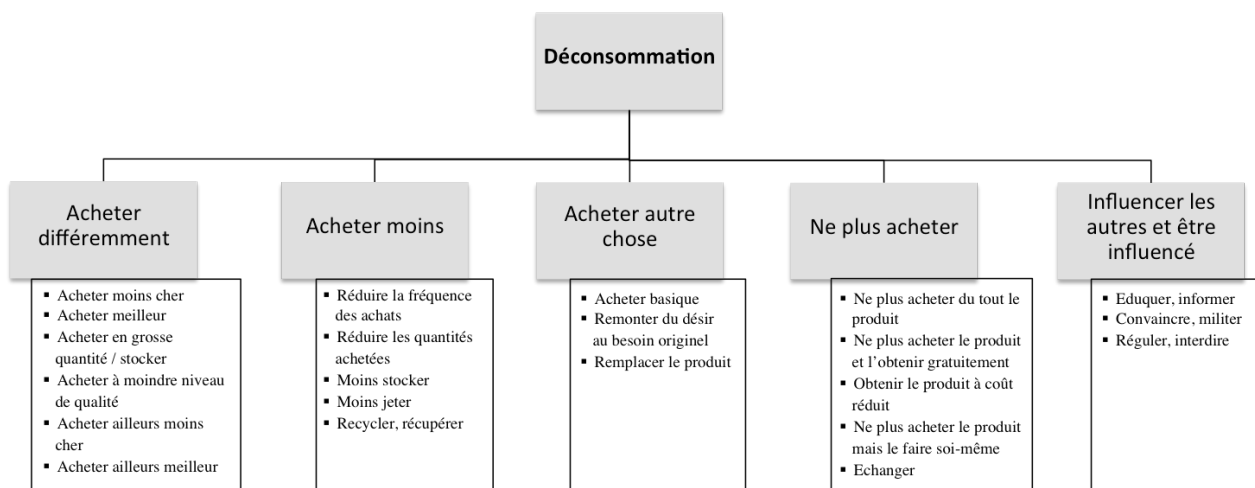 Déconsommation
Acheter
différemment
Acheter moins
Acheter autre
chose
Ne plus acheter
Influencer les
autres et être
influencé
▪ Acheter moins cher
▪ Acheter meilleur
▪ Acheter en grosse
quantité / stocker
▪ Acheter à moindre niveau
de qualité
▪ Acheter ailleurs moins
cher
▪ Acheter ailleurs meilleur
▪ Réduire la fréquence
des achats
▪ Réduire les quantités
achetées
▪ Moins stocker
▪ Moins jeter
▪ Recycler, récupérer
▪ Acheter basique
▪ Remonter du désir
au besoin originel
▪ Remplacer le produit
▪ Ne plus acheter du tout le
produit
▪ Ne plus acheter le produit
et l'obtenir gratuitement
▪ Obtenir le produit à coût
réduit
▪ Ne plus acheter le produit
mais le faire soi-même
▪ Echanger
▪ Eduquer, informer
▪ Convaincre, militer
▪ Réguler, interdire